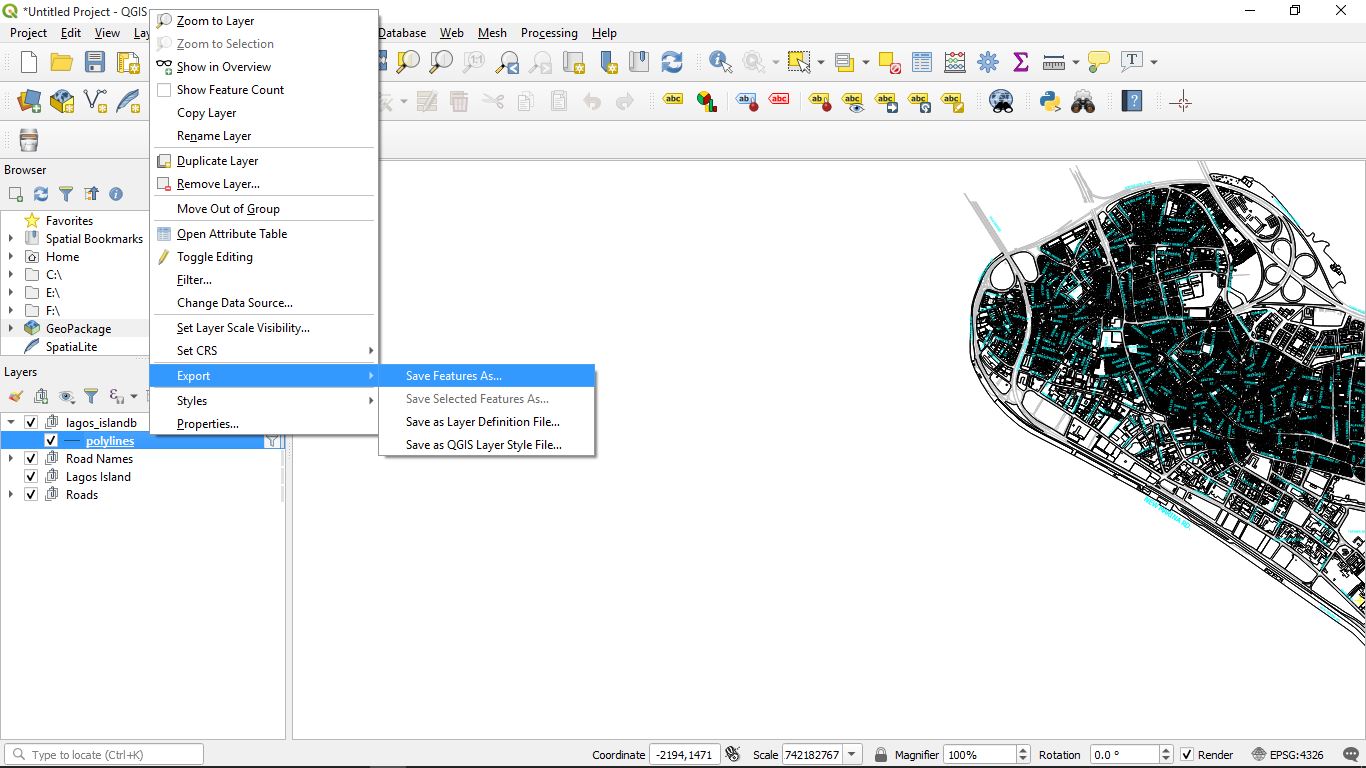 *Untitled Project - QGIS
Project Edit View Lay
Database Web Mesh Processing Help
Zoom to Layer
Zoom to Selection
Show in Overview
Show Feature Count
Copy Layer
Rename Layer
Duplicate Layer
Remove Layer...
Move Out of Group
Open Attribute Table
Toggle Editing
Filter...
Change Data Source...
Set Layer Scale Visibility...
Set CRS
Export
Styles
Properties...
Save Features As...
Save Selected Features As...
Save as Layer Definition File...
Save as QGIS Layer Style File...
Browser
Favorites
Spatial Bookmarks
Home
C:\
E:\
F:\
GeoPackage
SpatiaLite
Layers
lagos_islandb
polylines
Road Names
Lagos Island
Roads
Type to locate (Ctrl+K)
Coordinate -2194,1471 Scale 742182767 Magnifier 100% Rotation 0.0 ° Render EPSG:4326